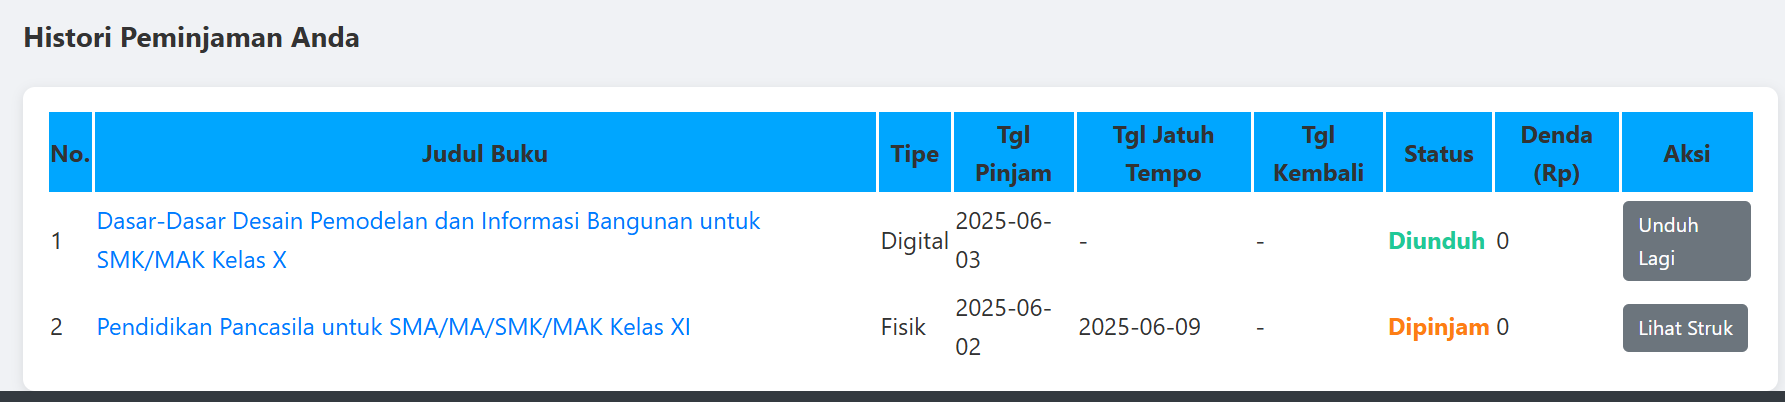 Histori Peminjaman Anda
No. Judul Buku Tipe Tgl Pinjam Tgl Jatuh Tempo Tgl Kembali Status Denda (Rp) Aksi
1 Dasar-Dasar Desain Pemodelan dan Informasi Bangunan untuk SMK/MAK Kelas X Digital 2025-06-03 - - Diunduh 0 Unduh Lagi
2 Pendidikan Pancasila untuk SMA/MA/SMK/MAK Kelas XI Fisik 2025-06-02 2025-06-09 - Dipinjam 0 Lihat Struk